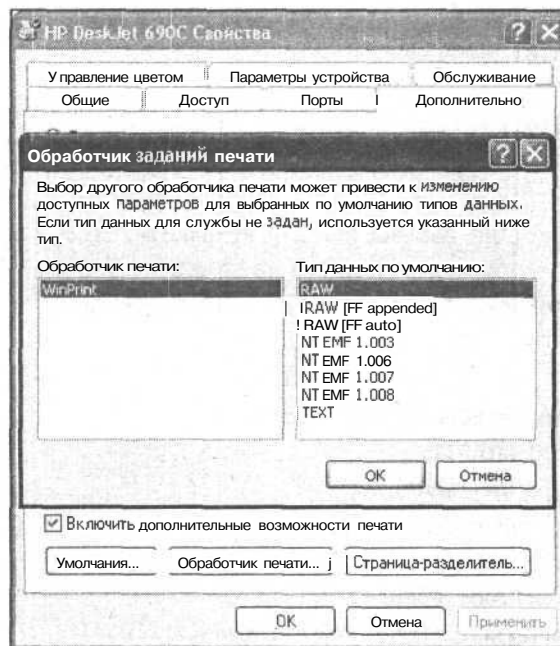 HP DeskJet 690C Свойства
Управление цветом Параметры устройства Обслуживание
Общие Доступ Порты Дополнительно
Обработчик заданий печати
Выбор другого обработчика печати может привести к изменению
доступных параметров для выбранных по умолчанию типов данных.
Если тип данных для службы не задан, используется указанный ниже
тип.
Обработчик печати:
WinPrint
Тип данных по умолчанию:
RAW
RAW [FF appended]
RAW [FF auto]
NT EMF 1.003
NT EMF 1.006
NT EMF 1.007
NT EMF 1.008
TEXT
OK Отмена
Включить дополнительные возможности печати
Умолчания... Обработчик печати... Страница-разделитель...
OK Отмена Применить